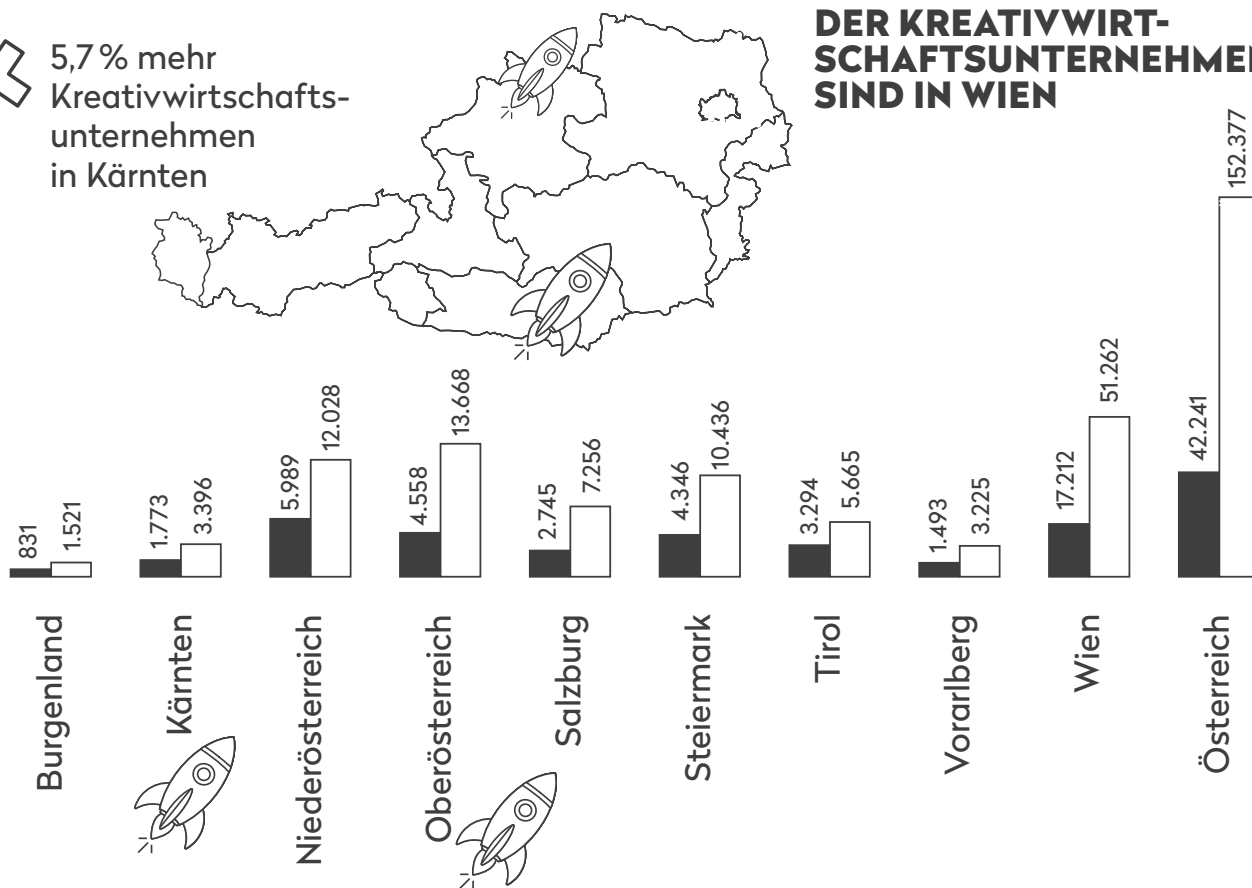 5,7 % mehr
Kreativwirtschafts-
unternehmen
in Kärnten
DER KREATIVWIRT-
SCHAFTSUNTERNEHMEN
SIND IN WIEN
831
1.521
1.773
3.396
5.989
12.028
4.558
13.668
2.745
7.256
4.346
10.436
3.294
5.665
1.493
3.225
17.212
51.262
42.241
152.377
Burgenland
Kärnten
Niederösterreich
Oberösterreich
Salzburg
Steiermark
Tirol
Vorarlberg
Wien
Österreich